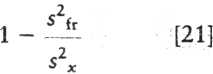 1 − s²fr / s²x [21]